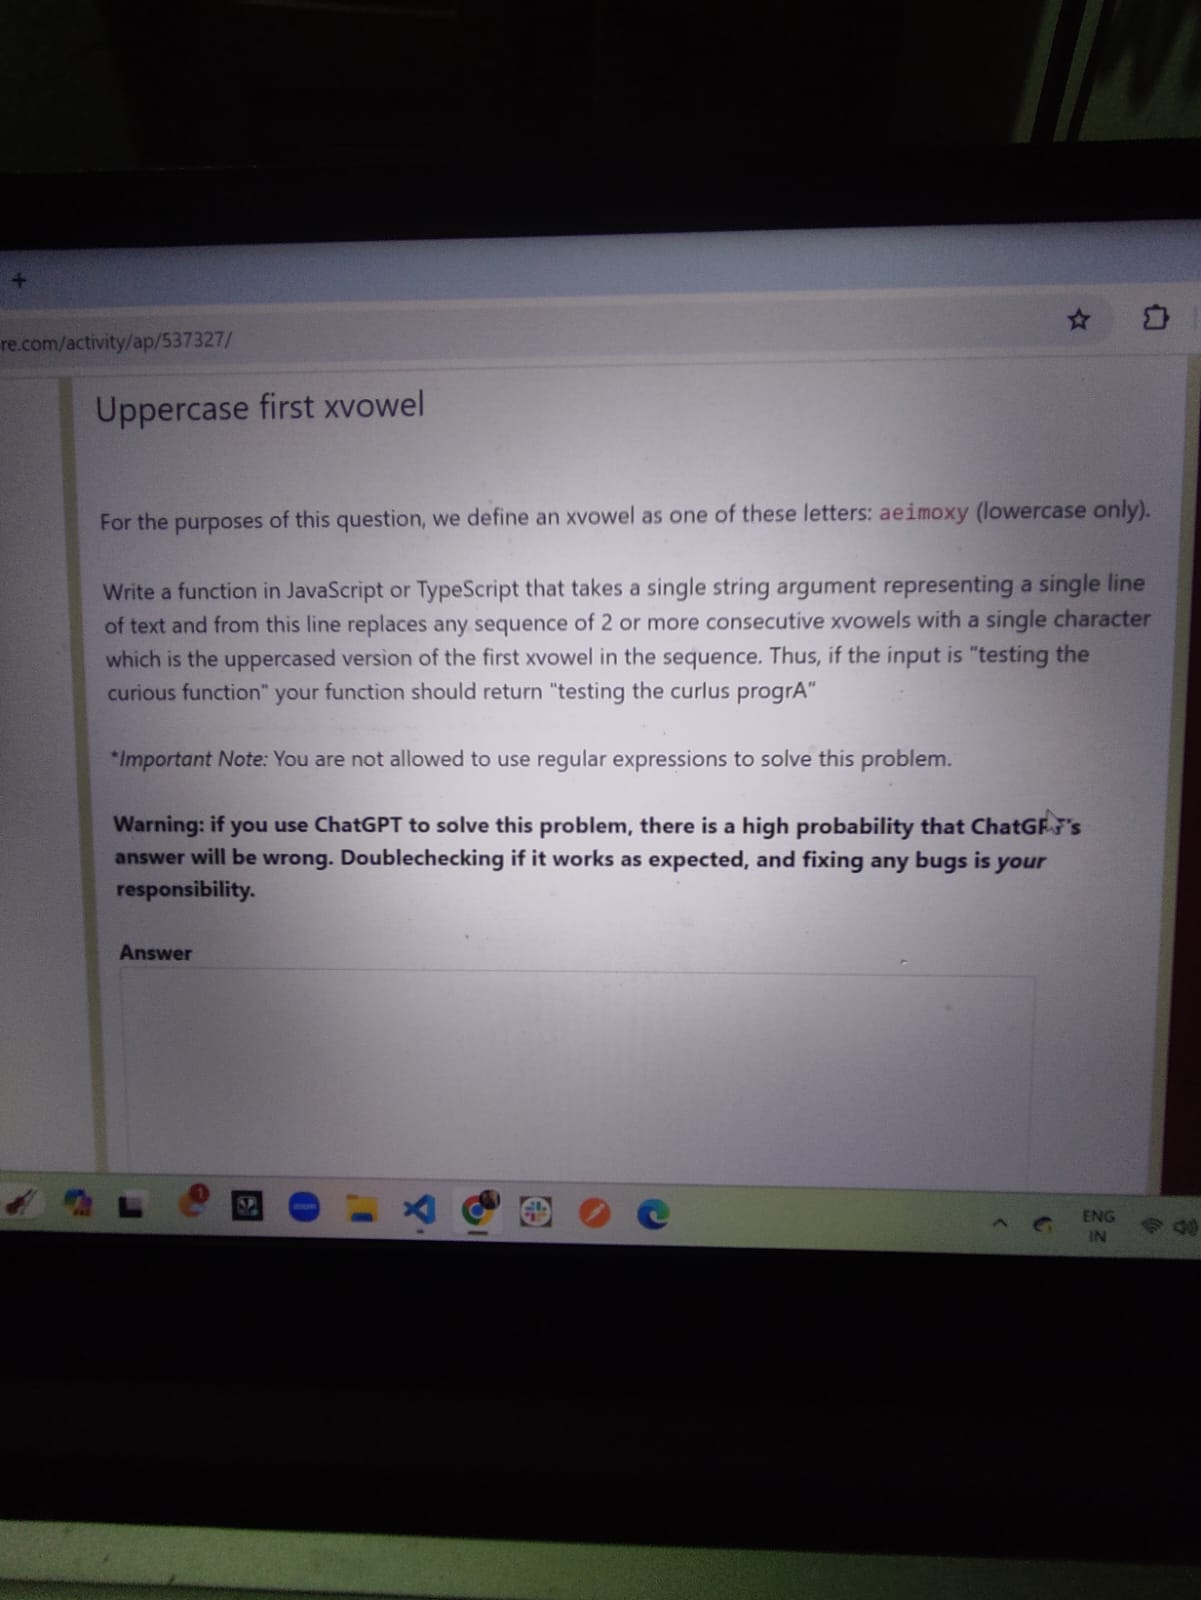 +
re.com/activity/ap/537327/
Uppercase first xvowel
For the purposes of this question, we define an xvowel as one of these letters: aeimoxy (lowercase only).
Write a function in JavaScript or TypeScript that takes a single string argument representing a single line
of text and from this line replaces any sequence of 2 or more consecutive xvowels with a single character
which is the uppercased version of the first xvowel in the sequence. Thus, if the input is "testing the
curious function" your function should return "testing the curIus progrA"
*Important Note: You are not allowed to use regular expressions to solve this problem.
Warning: if you use ChatGPT to solve this problem, there is a high probability that ChatGPT's
answer will be wrong. Doublechecking if it works as expected, and fixing any bugs is your
responsibility.
Answer
1
zoom
ENG
IN